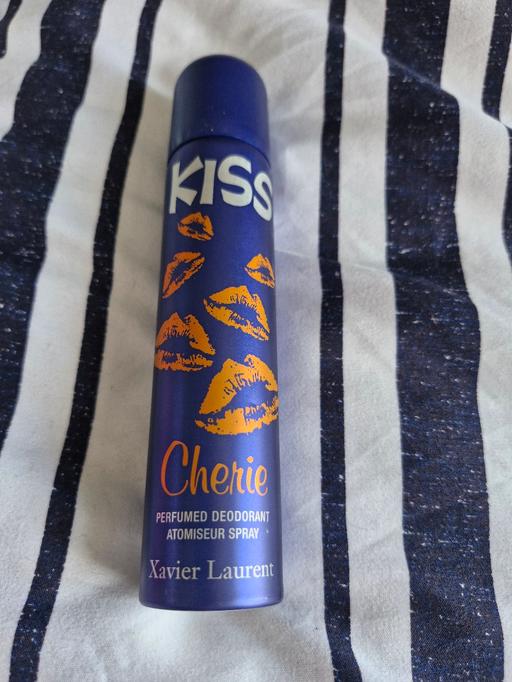 KISS
Cherie
PERFUMED DEODORANT
ATOMISEUR SPRAY
Xavier Laurent